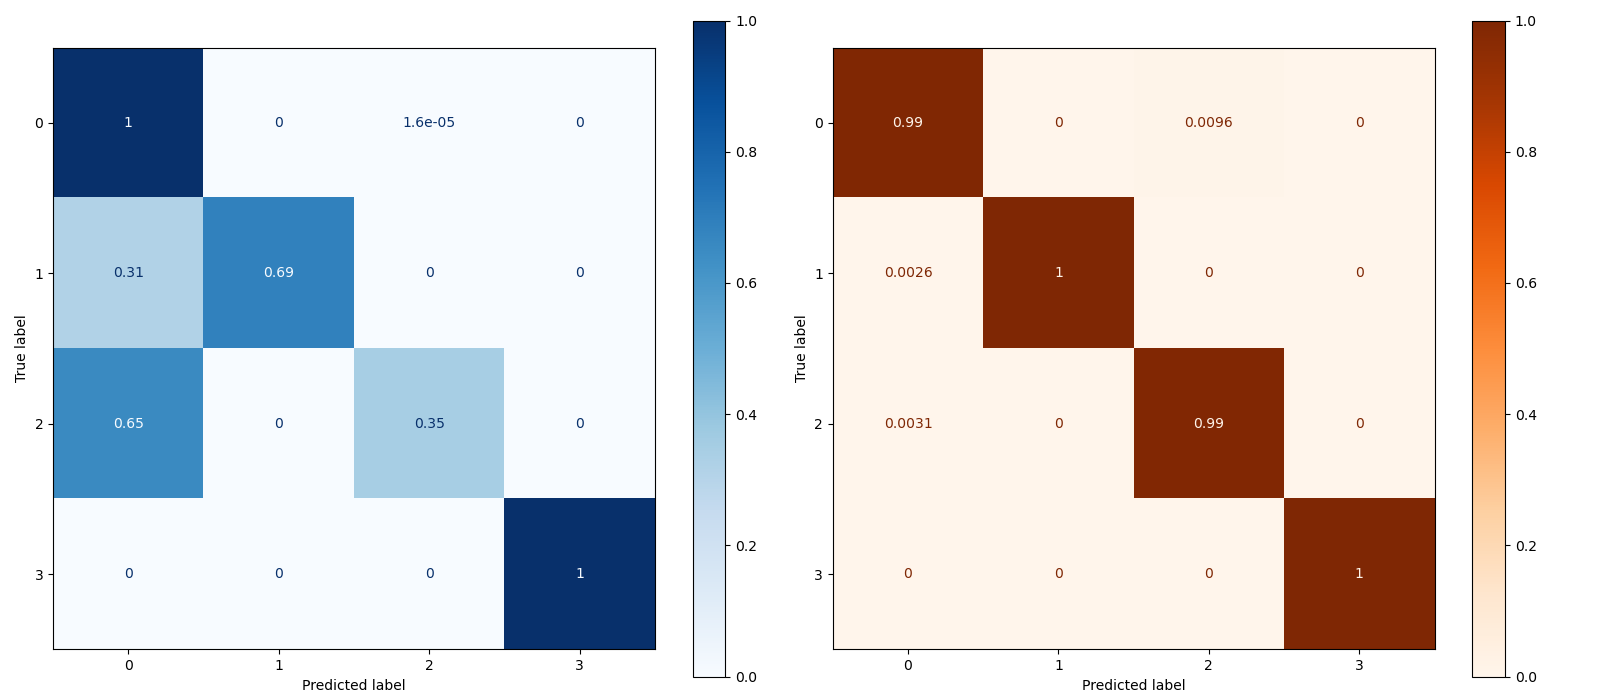 1.0
1.0
0 1 0 1.6e-05 0
0 0.99 0 0.0096 0
0.8
0.8
1 0.31 0.69 0 0
1 0.0026 1 0 0
0.6
0.6
True label
True label
2 0.65 0 0.35 0
2 0.0031 0 0.99 0
0.4
0.4
0.2
0.2
3 0 0 0 1
3 0 0 0 1
0.0
0.0
0 1 2 3
0 1 2 3
Predicted label
Predicted label